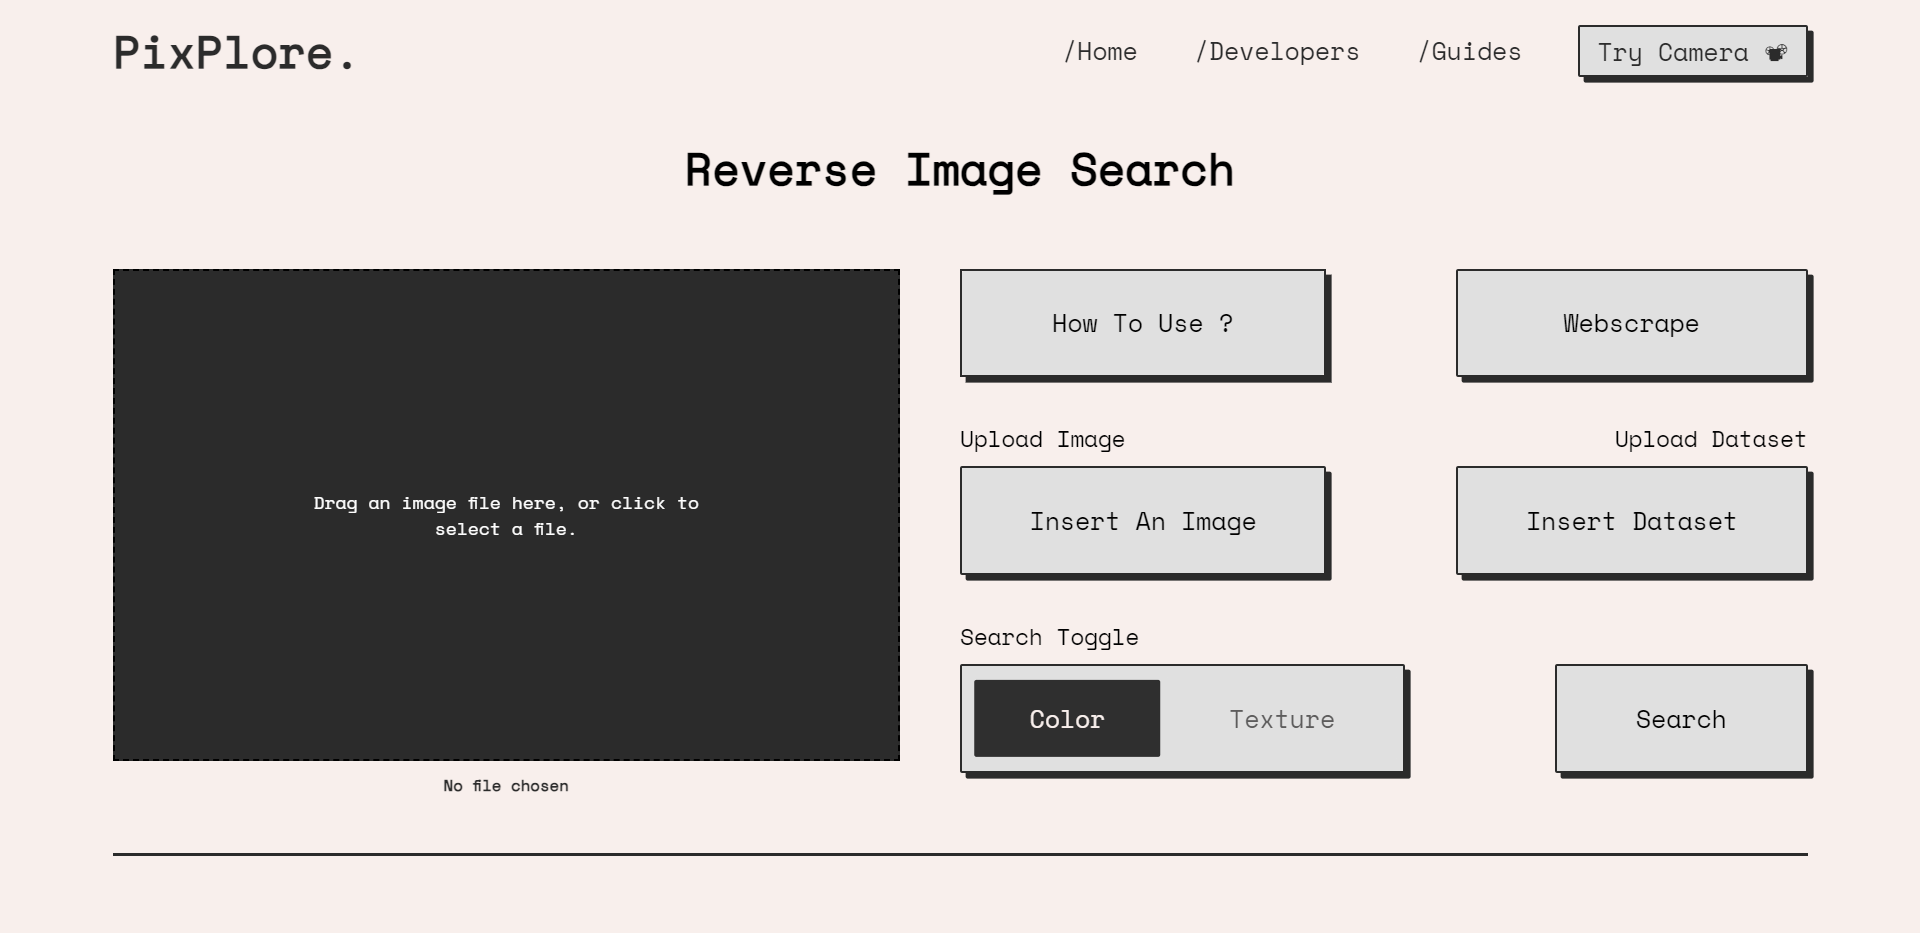 PixPlore.
/Home
/Developers
/Guides
Try Camera
Reverse Image Search
Drag an image file here, or click to
select a file.
No file chosen
How To Use ?
Webscrape
Upload Image
Upload Dataset
Insert An Image
Insert Dataset
Search Toggle
Color
Texture
Search